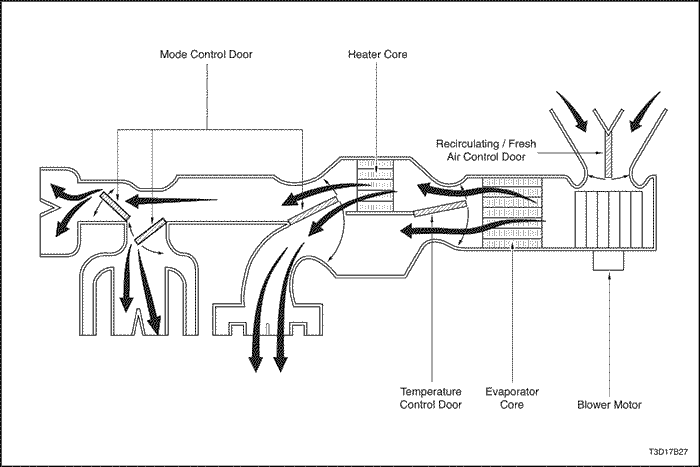 Mode Control Door
Heater Core
Recirculating / Fresh
Air Control Door
Temperature
Control Door
Evaporator
Core
Blower Motor
T3D17B27